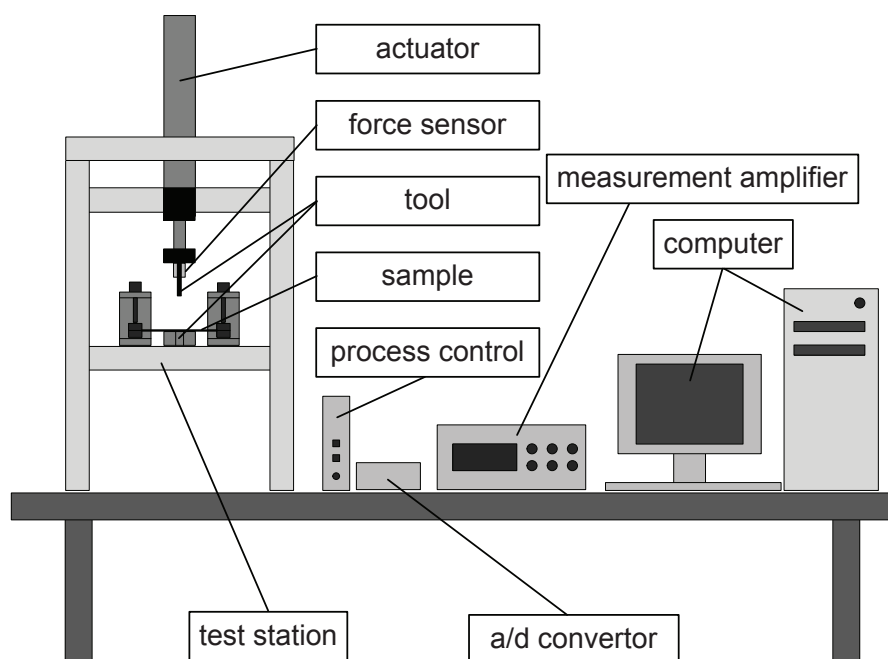 actuator
force sensor
measurement amplifier
tool
computer
sample
process control
test station
a/d convertor